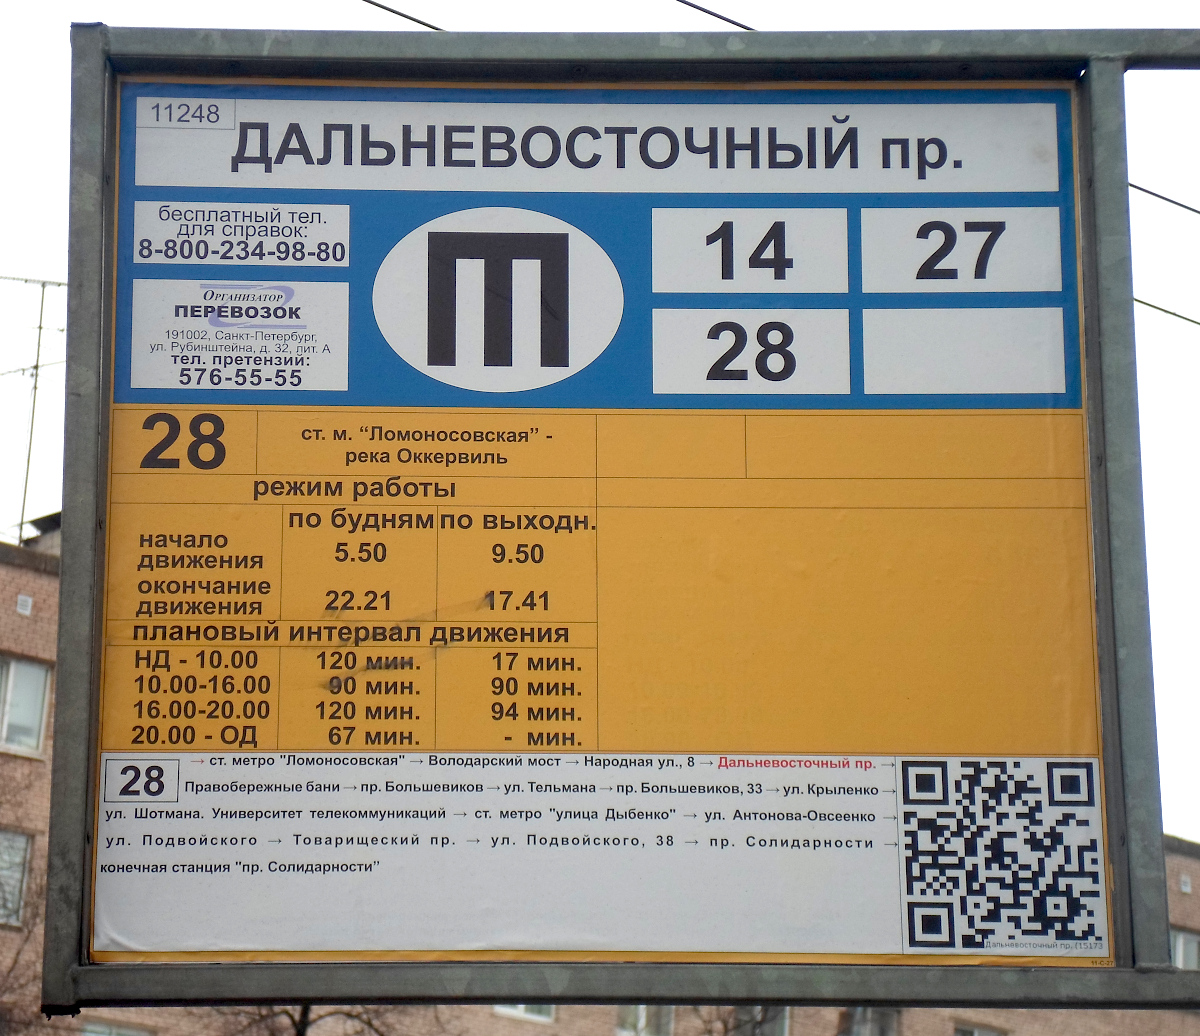 11248
ДАЛЬНЕВОСТОЧНЫЙ пр.
бесплатный тел.
для справок:
8-800-234-98-80
Организатор
ПЕРЕВОЗОК
191002, Санкт-Петербург,
ул. Рубинштейна, д. 32, лит. А
тел. претензий:
576-55-55
Т
14 27
28
28
ст. м. “Ломоносовская” -
река Оккервиль
режим работы
по будням по выходн.
начало
движения 5.50 9.50
окончание
движения 22.21 17.41
плановый интервал движения
НД - 10.00 120 мин. 17 мин.
10.00-16.00 90 мин. 90 мин.
16.00-20.00 120 мин. 94 мин.
20.00 - ОД 67 мин. - мин.
28
→ ст. метро "Ломоносовская" → Володарский мост → Народная ул., 8 → Дальневосточный пр. →
Правобережные бани → пр. Большевиков → ул. Тельмана → пр. Большевиков, 33 → ул. Крыленко →
ул. Шотмана. Университет телекоммуникаций → ст. метро "улица Дыбенко" → ул. Антонова-Овсеенко →
ул. Подвойского → Товарищеский пр. → ул. Подвойского, 38 → пр. Солидарности →
конечная станция "пр. Солидарности”
Дальневосточный пр. (15173
11-С-27